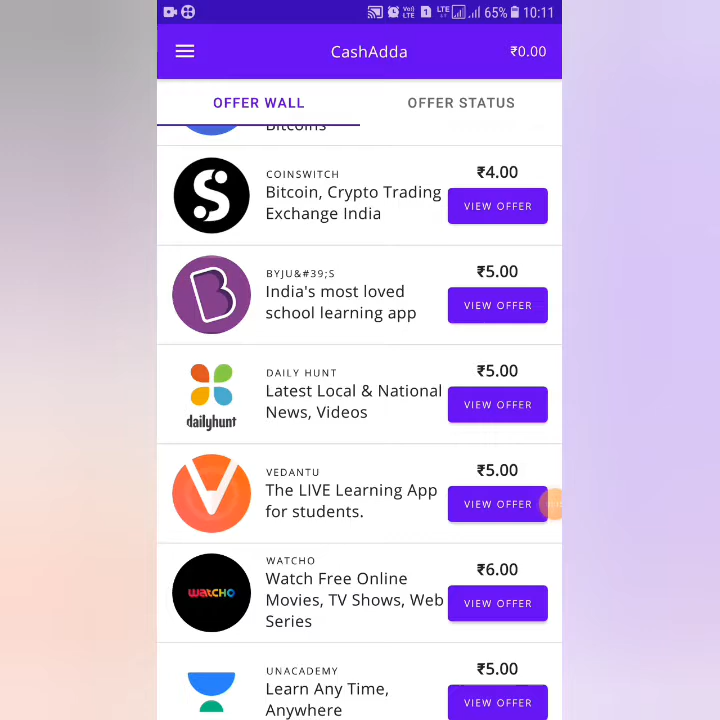 Vo))
LTE
1
LTE
65%
10:11
CashAdda
₹0.00
OFFER WALL
OFFER STATUS
Bitcoins
COINSWITCH
₹4.00
Bitcoin, Crypto Trading
Exchange India
VIEW OFFER
BYJU&#39;S
₹5.00
India's most loved
school learning app
VIEW OFFER
DAILY HUNT
₹5.00
Latest Local & National
News, Videos
VIEW OFFER
dailyhunt
VEDANTU
₹5.00
The LIVE Learning App
for students.
VIEW OFFER
WATCHO
₹6.00
Watch Free Online
Movies, TV Shows, Web
Series
VIEW OFFER
WATCHO
UNACADEMY
₹5.00
Learn Any Time,
Anywhere
VIEW OFFER